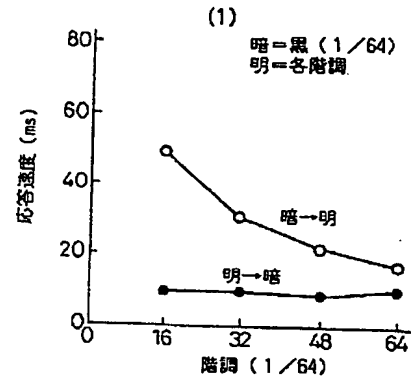 (1)
80
暗=黒(1/64)
明=各階調
60
応答速度(ms)
40
暗→明
20
明→暗
0
0 16 32 48 64
階調(1/64)